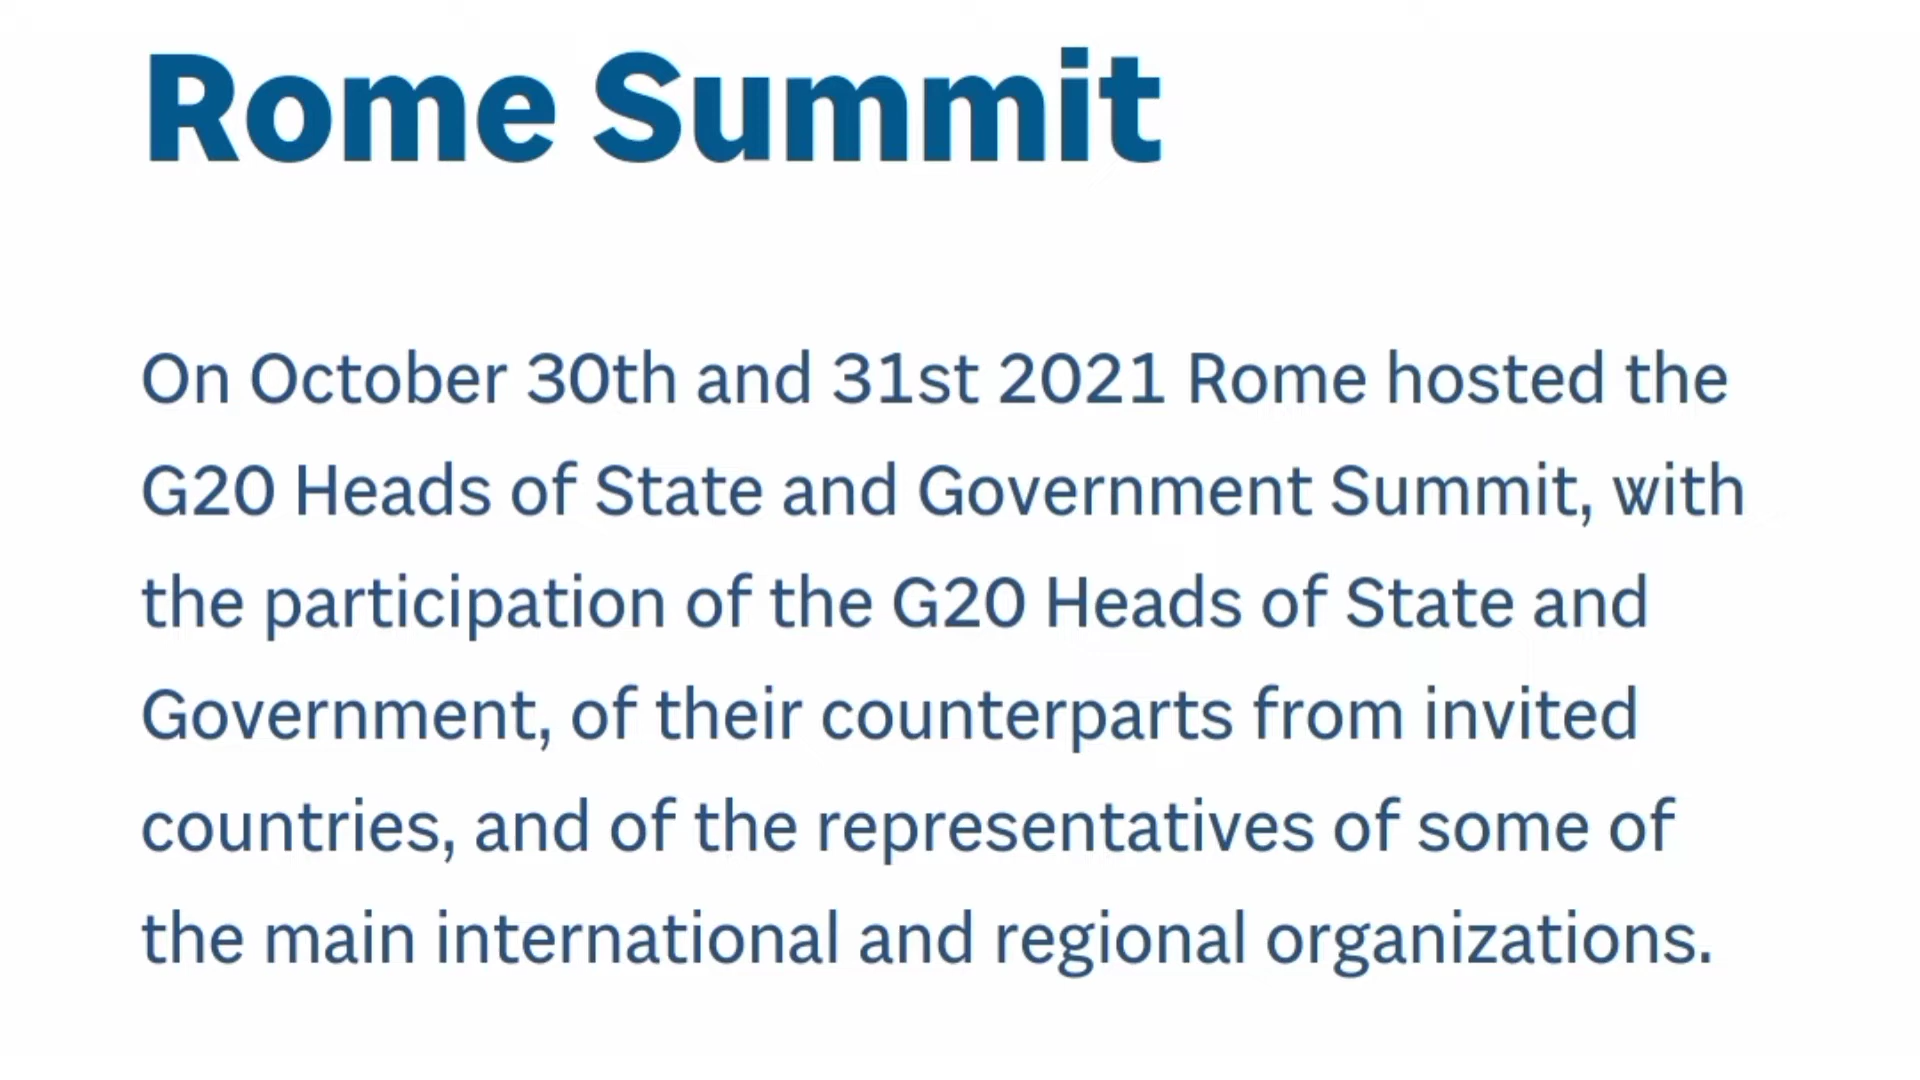 Rome Summit
On October 30th and 31st 2021 Rome hosted the
G20 Heads of State and Government Summit, with
the participation of the G20 Heads of State and
Government, of their counterparts from invited
countries, and of the representatives of some of
the main international and regional organizations.